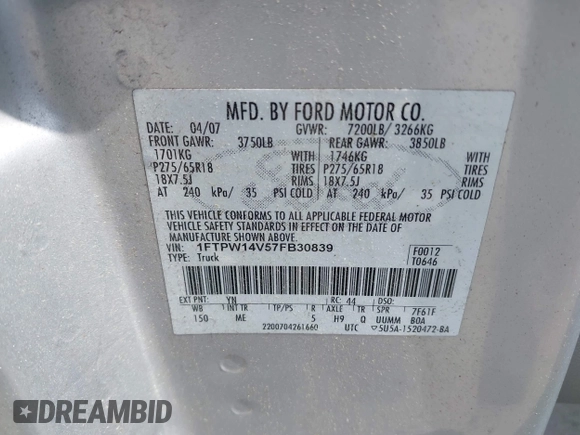 MFD. BY FORD MOTOR CO.
DATE: 04/07 GVWR: 7200LB/ 3266KG
FRONT GAWR: 3750LB REAR GAWR: 3850LB
1701KG WITH 1746KG WITH
P275/65R18 TIRES P275/65R18 TIRES
18X7.5J RIMS 18X7.5J RIMS
AT 240 kPa/ 35 PSI COLD AT 240 kPa/ 35 PSI COLD
THIS VEHICLE CONFORMS TO ALL APPLICABLE FEDERAL MOTOR
VEHICLE SAFETY STANDARDS IN EFFECT ON THE DATE OF
MANUFACTURE SHOWN ABOVE.
VIN: 1FTPW14V57FB30839 F0012
TYPE: Truck T0646
EXT PNT: YN RC: 44
WB INT TR TP/PS R AXLE TR SPR 7F61F
150 ME 5 H9 Q UUMM BOA
2200704261660 UTC 5U5A-1520472-BA
DREAMBID